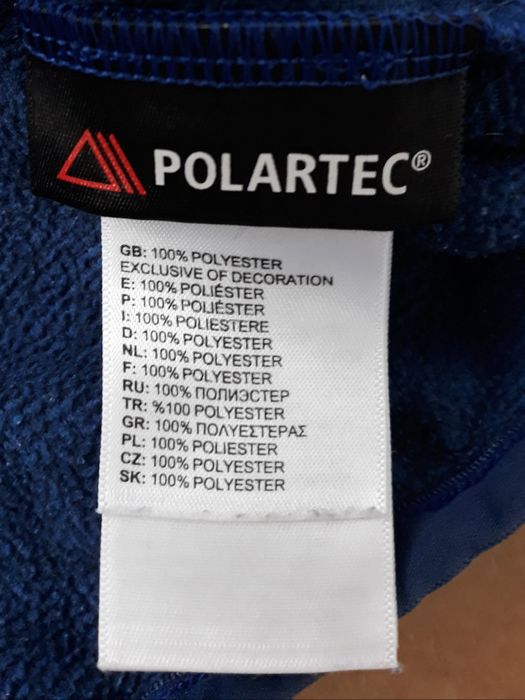 POLARTEC®
GB: 100% POLYESTER
EXCLUSIVE OF DECORATION
E: 100% POLIÉSTER
P: 100% POLIÉSTER
I: 100% POLIESTERE
D: 100% POLYESTER
NL: 100% POLYESTER
F: 100% POLYESTER
RU: 100% ПОЛИЭСТЕР
TR: %100 POLYESTER
GR: 100% ΠΟΛΥΕΣΤΕΡΑΣ
PL: 100% POLIESTER
CZ: 100% POLYESTER
SK: 100% POLYESTER